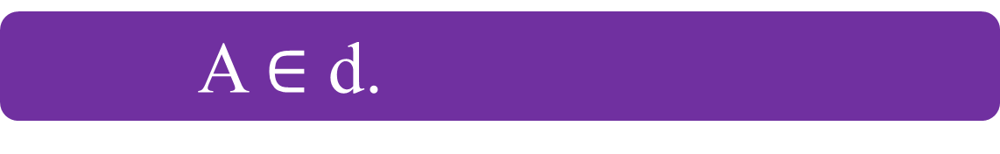 A ∈ d.